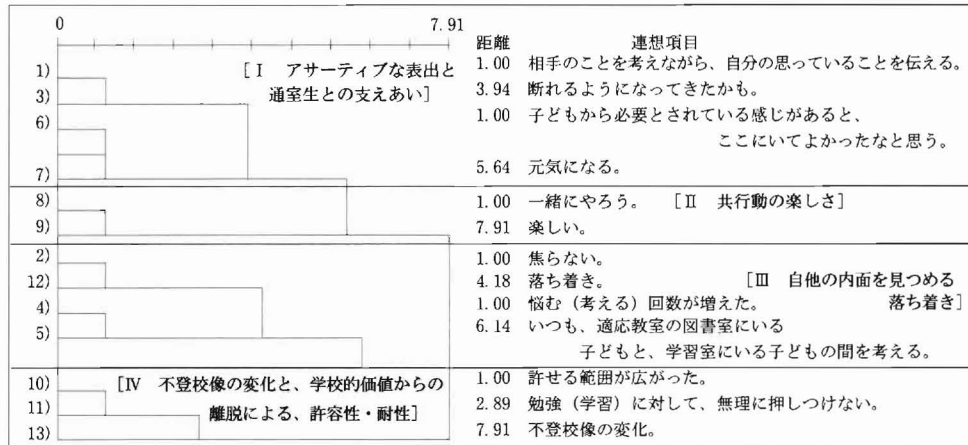 0 7.91
距離 連想項目
1) [Ⅰ アサーティブな表出と 1.00 相手のことを考えながら、自分の思っていることを伝える。
3) 通室生との支えあい] 3.94 断れるようになってきたかも。
6) 1.00 子どもから必要とされている感じがあると、
ここにいてよかったなと思う。
7) 5.64 元気になる。
8) 1.00 一緒にやろう。 [Ⅱ 共行動の楽しさ]
9) 7.91 楽しい。
2) 1.00 焦らない。
12) 4.18 落ち着き。 [Ⅲ 自他の内面を見つめる
4) 1.00 悩む（考える）回数が増えた。 落ち着き]
5) 6.14 いつも、適応教室の図書室にいる
子どもと、学習室にいる子どもの間を考える。
10) [Ⅳ 不登校像の変化と、学校的価値からの 1.00 許せる範囲が広がった。
11) 離脱による、許容性・耐性] 2.89 勉強（学習）に対して、無理に押しつけない。
13) 7.91 不登校像の変化。